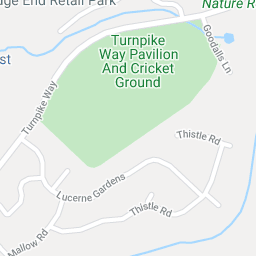 dge End Retail Park
Nature R
Turnpike
Way Pavilion
And Cricket
Ground
Goodalls Ln
st
Turnpike Way
Thistle Rd
Lucerne Gardens
Thistle Rd
Mallow Rd